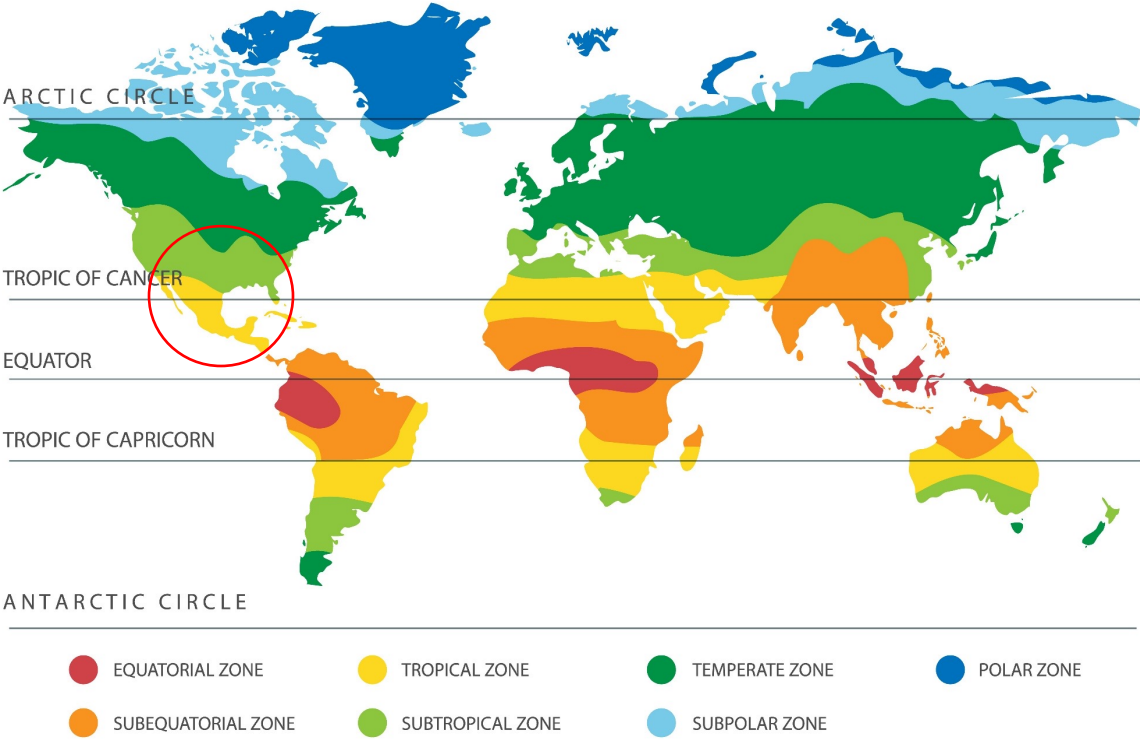 ARCTIC CIRCLE
TROPIC OF CANCER
EQUATOR
TROPIC OF CAPRICORN
ANTARCTIC CIRCLE
EQUATORIAL ZONE
TROPICAL ZONE
TEMPERATE ZONE
POLAR ZONE
SUBEQUATORIAL ZONE
SUBTROPICAL ZONE
SUBPOLAR ZONE